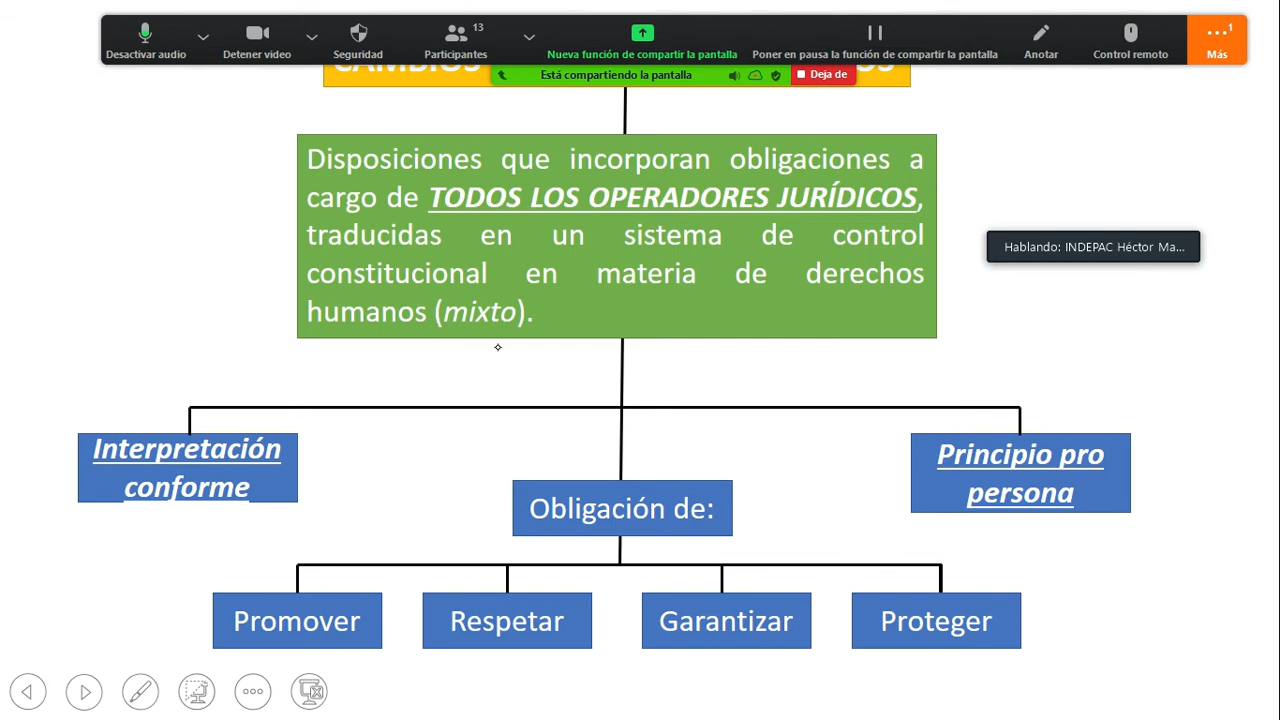 Desactivar audio
Detener video
Seguridad
13
Participantes
Nueva función de compartir la pantalla
Poner en pausa la función de compartir la pantalla
Anotar
Control remoto
1
Más
Está compartiendo la pantalla
Deja de
CAMBIOS
Disposiciones que incorporan obligaciones a
cargo de TODOS LOS OPERADORES JURÍDICOS,
traducidas en un sistema de control
constitucional en materia de derechos
humanos (mixto).
Hablando: INDEPAC Héctor Ma...
Interpretación
conforme
Principio pro
persona
Obligación de:
Promover
Respetar
Garantizar
Proteger